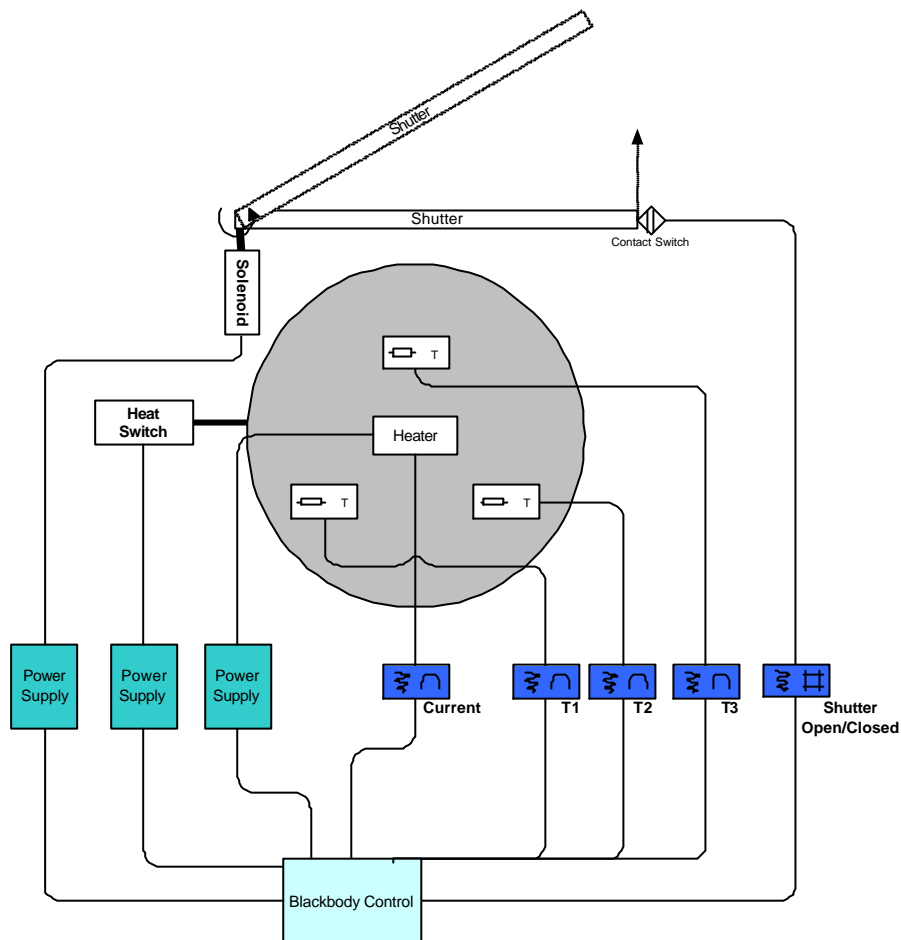 Shutter
Shutter
Contact Switch
Solenoid
T
Heat
Switch
Heater
T
T
Power
Supply
Power
Supply
Power
Supply
Current
T1
T2
T3
Shutter
Open/Closed
Blackbody Control